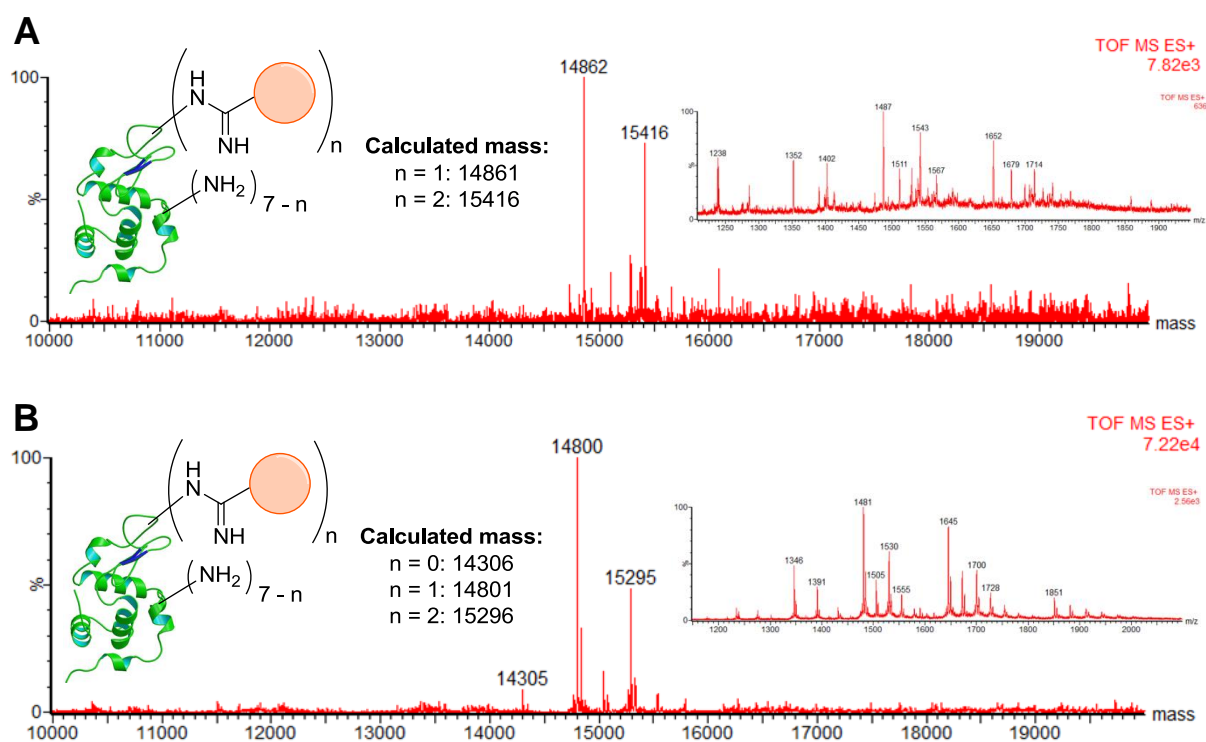 A
TOF MS ES+
7.82e3
TOF MS ES+
636
100
%
0
14862
15416
H
N
NH
n
(NH2)7 - n
Calculated mass:
n = 1: 14861
n = 2: 15416
100
%
0
1238
1352
1402
1487
1511
1543
1567
1652
1679
1714
1250 1300 1350 1400 1450 1500 1550 1600 1650 1700 1750 1800 1850 1900
m/z
10000 11000 12000 13000 14000 15000 16000 17000 18000 19000
mass
B
TOF MS ES+
7.22e4
TOF MS ES+
2.56e3
100
%
0
14305
14800
15295
H
N
NH
n
(NH2)7 - n
Calculated mass:
n = 0: 14306
n = 1: 14801
n = 2: 15296
100
%
0
1346
1391
1481
1505
1530
1555
1645
1700
1728
1851
1200 1300 1400 1500 1600 1700 1800 1900 2000
m/z
10000 11000 12000 13000 14000 15000 16000 17000 18000 19000
mass